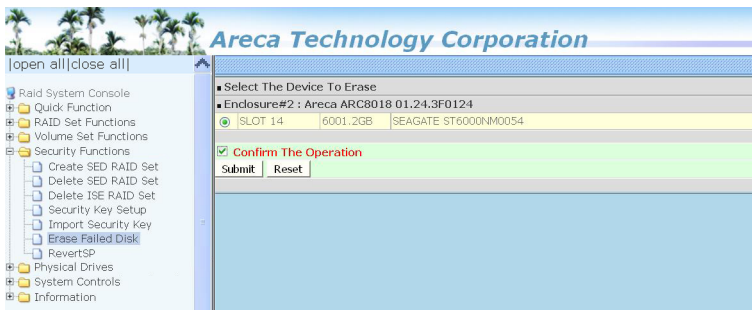 Areca Technology Corporation
|open all|close all|
Raid System Console
Quick Function
RAID Set Functions
Volume Set Functions
Security Functions
Create SED RAID Set
Delete SED RAID Set
Delete ISE RAID Set
Security Key Setup
Import Security Key
Erase Failed Disk
RevertSP
Physical Drives
System Controls
Information
Select The Device To Erase
Enclosure#2 : Areca ARC8018 01.24.3F0124
SLOT 14 6001.2GB SEAGATE ST6000NM0054
Confirm The Operation
Submit Reset